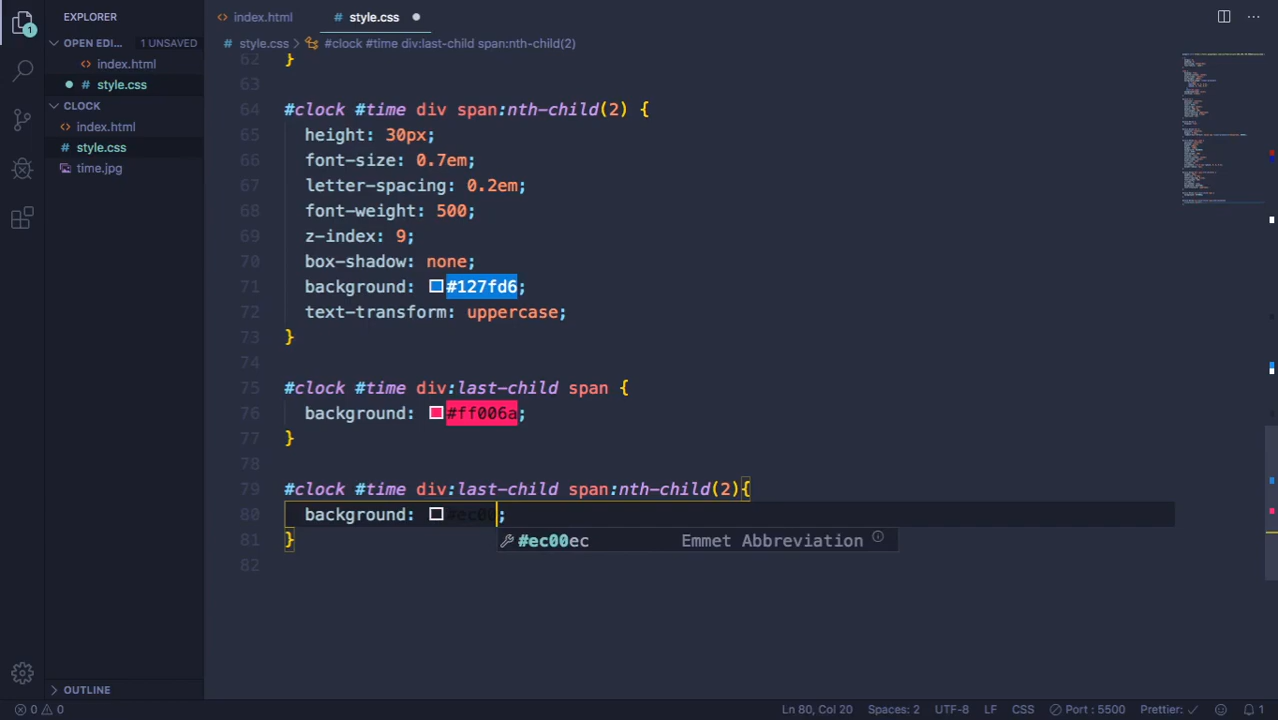 EXPLORER
index.html
# style.css
OPEN EDI... 1 UNSAVED
index.html
# style.css
CLOCK
index.html
# style.css
time.jpg
OUTLINE
# style.css > #clock #time div:last-child span:nth-child(2)
62 }
63
64 #clock #time div span:nth-child(2) {
65 height: 30px;
66 font-size: 0.7em;
67 letter-spacing: 0.2em;
68 font-weight: 500;
69 z-index: 9;
70 box-shadow: none;
71 background: #127fd6;
72 text-transform: uppercase;
73 }
74
75 #clock #time div:last-child span {
76 background: #ff006a;
77 }
78
79 #clock #time div:last-child span:nth-child(2){
80 background: #ec00;
81 }
#ec00ec Emmet Abbreviation
82
1
0 0
Ln 80, Col 20
Spaces: 2
UTF-8
LF
CSS
Port : 5500
Prettier: ✓
1